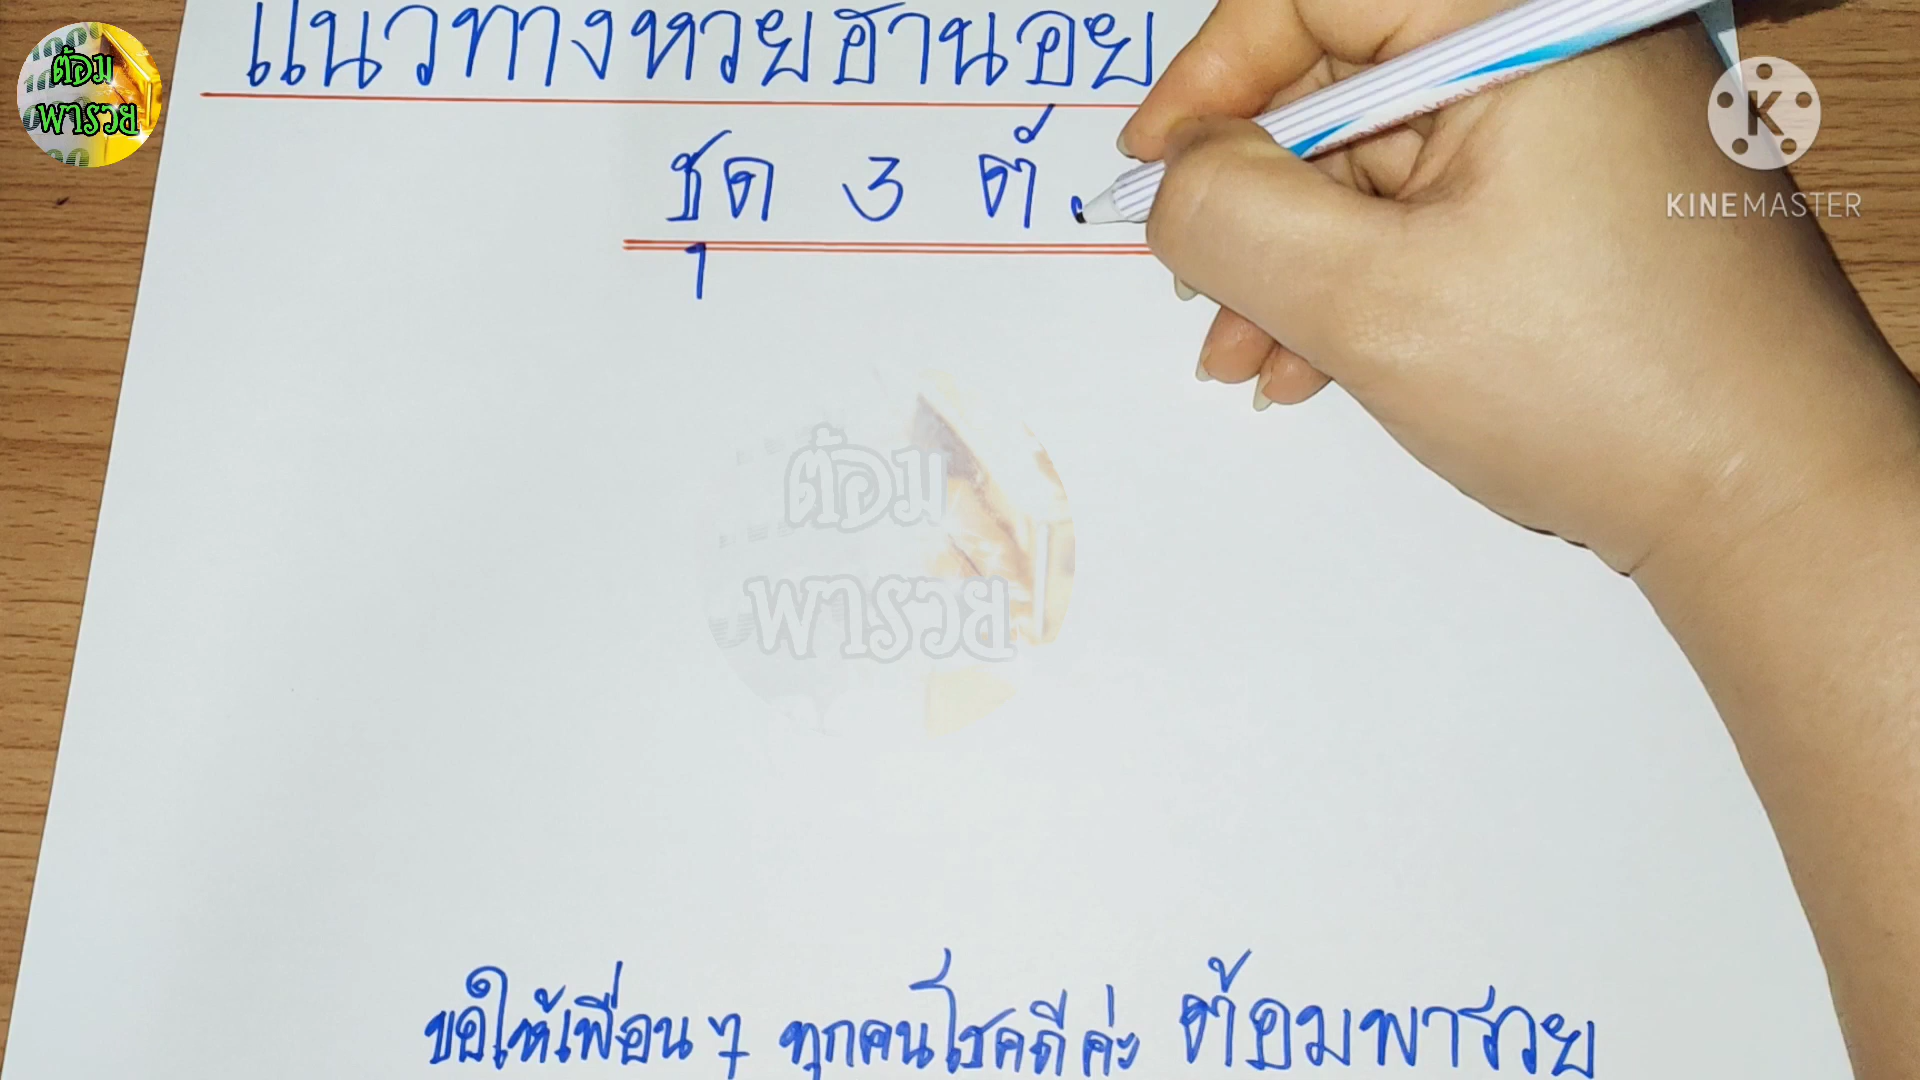 แนวทางหวยฮานอย
ต้อม
พารวย
KINEMASTER
ชุด 3 ตั
ต้อม
พารวย
ขอให้เพื่อน ๆ ทุกคนโชคดีค่ะ ต้อมพารวย